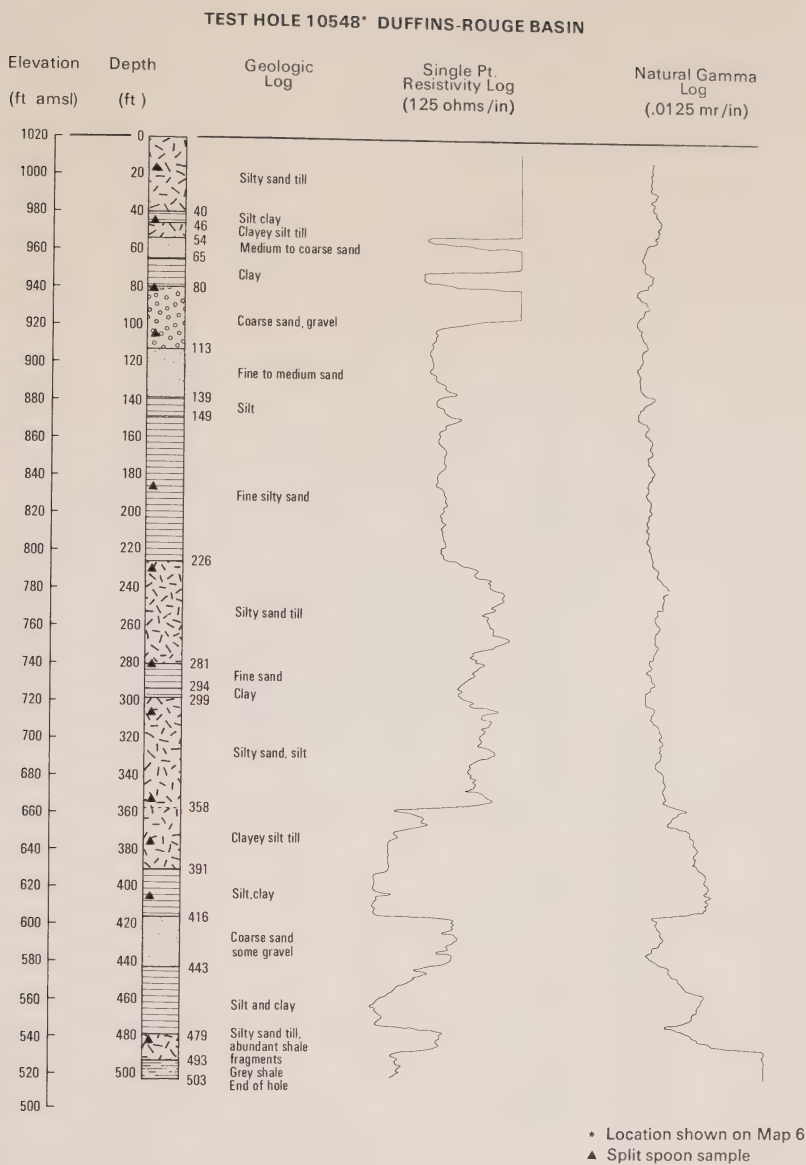 TEST HOLE 10548* DUFFINS-ROUGE BASIN
Elevation
(ft amsl)
Depth
(ft )
Geologic
Log
Single Pt.
Resistivity Log
(125 ohms/in)
Natural Gamma
Log
(.0125 mr/in)
1020
1000
980
960
940
920
900
880
860
840
820
800
780
760
740
720
700
680
660
640
620
600
580
560
540
520
500
0
20
40
60
80
100
120
140
160
180
200
220
240
260
280
300
320
340
360
380
400
420
440
460
480
500
40
46
54
65
80
113
139
149
226
281
294
299
358
391
416
443
479
493
503
Silty sand till
Silt clay
Clayey silt till
Medium to coarse sand
Clay
Coarse sand, gravel
Fine to medium sand
Silt
Fine silty sand
Silty sand till
Fine sand
Clay
Silty sand, silt
Clayey silt till
Silt,clay
Coarse sand
some gravel
Silt and clay
Silty sand till,
abundant shale
fragments
Grey shale
End of hole
* Location shown on Map 6
▲ Split spoon sample